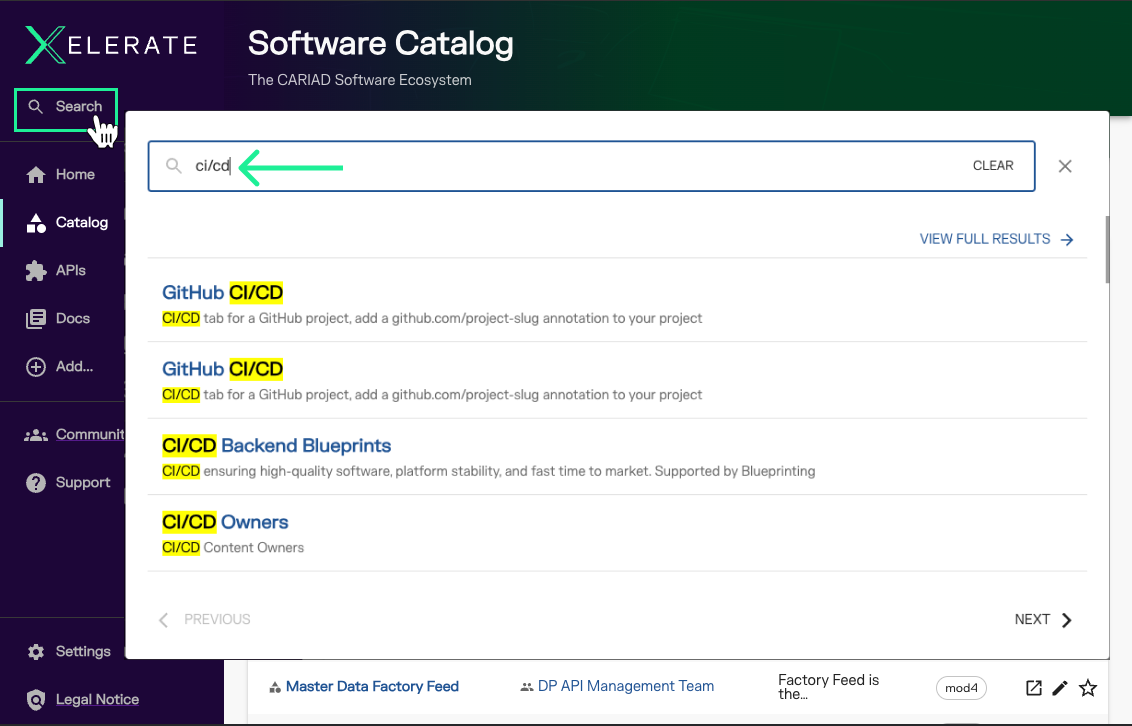 XELERATE
Software Catalog
The CARIAD Software Ecosystem
Search
ci/cd
CLEAR
Home
Catalog
APIs
Docs
Add...
Communit
Support
Settings
Legal Notice
VIEW FULL RESULTS
GitHub CI/CD
CI/CD tab for a GitHub project, add a github.com/project-slug annotation to your project
GitHub CI/CD
CI/CD tab for a GitHub project, add a github.com/project-slug annotation to your project
CI/CD Backend Blueprints
CI/CD ensuring high-quality software, platform stability, and fast time to market. Supported by Blueprinting
CI/CD Owners
CI/CD Content Owners
PREVIOUS
NEXT
Master Data Factory Feed
DP API Management Team
Factory Feed is
the...
mod4